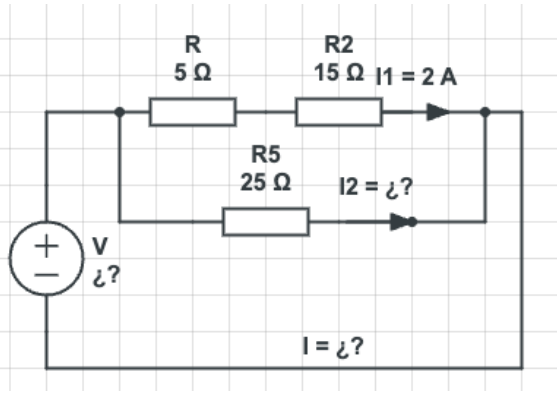 R
5 Ω
R2
15 Ω
I1 = 2 A
R5
25 Ω
I2 = ¿?
+
−
V
¿?
I = ¿?